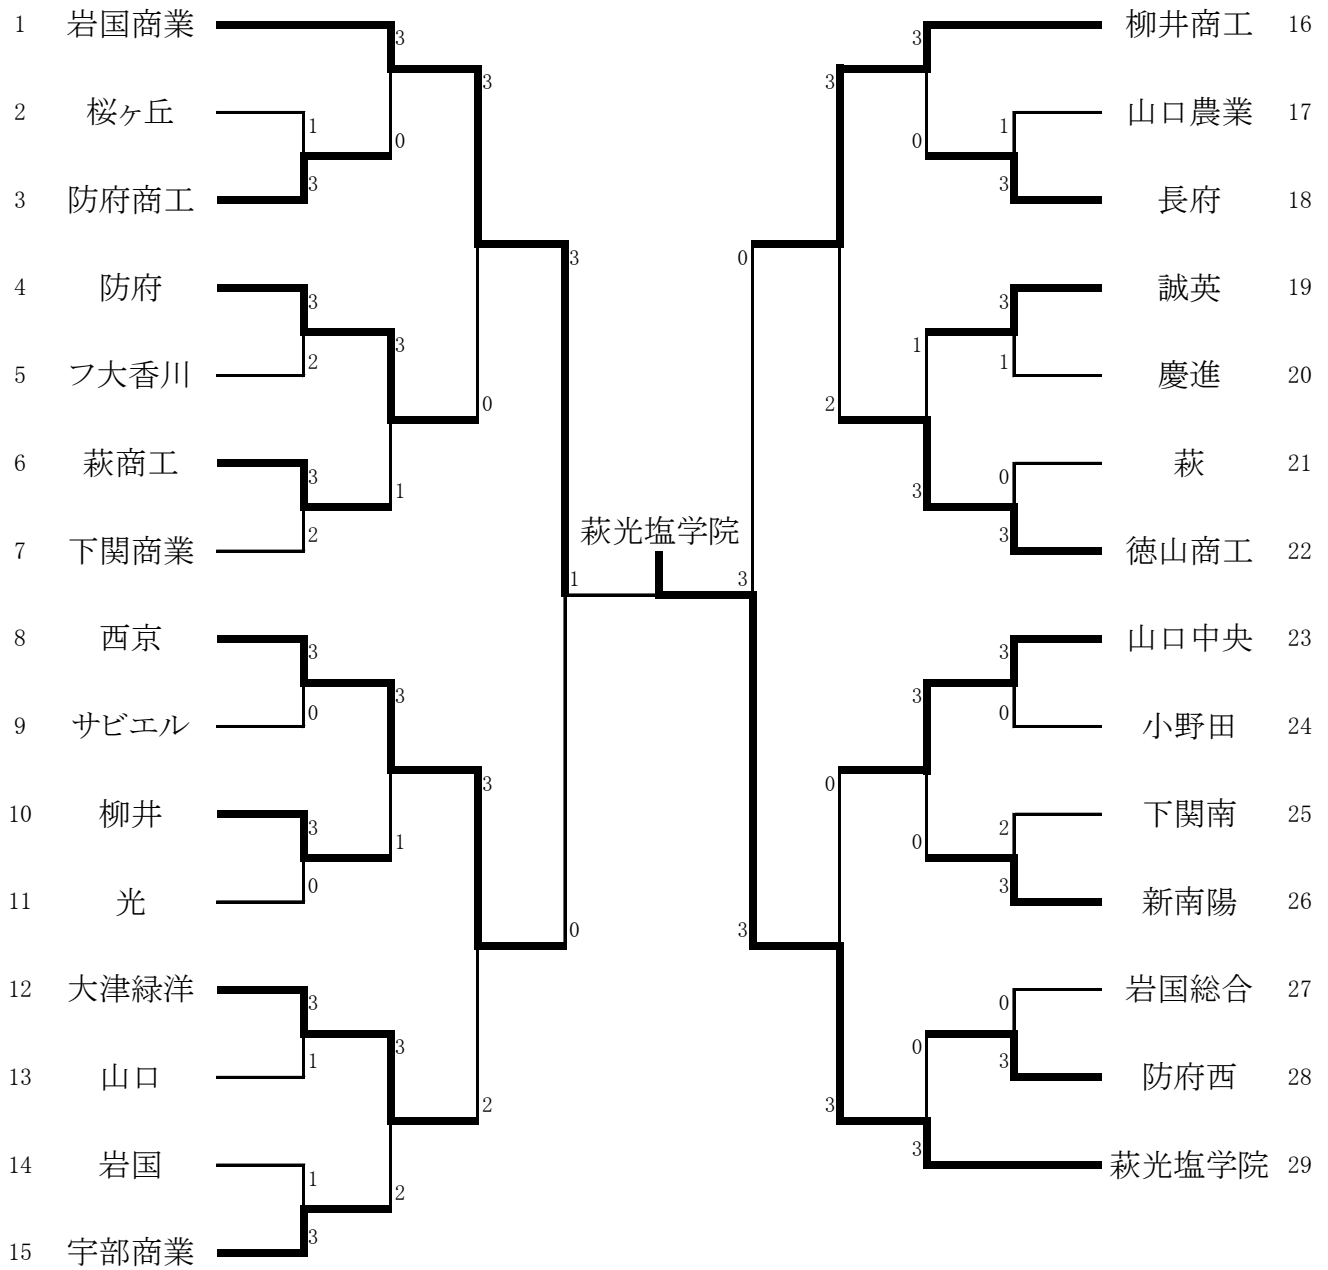 1 岩国商業
2 桜ヶ丘
3 防府商工
4 防府
5 フ大香川
6 萩商工
7 下関商業
8 西京
9 サビエル
10 柳井
11 光
12 大津緑洋
13 山口
14 岩国
15 宇部商業
3
1
0
3
3
3
3
2
3
0
3
1
2
3
0
3
3
1
0
3
0
3
1
3
2
1
2
3
3
1
0
萩光塩学院
3
3
0
3
3
1
0
3
0
3
1
1
2
0
3
3
3
3
0
0
2
0
3
3
0
0
3
3
3
柳井商工 16
山口農業 17
長府 18
誠英 19
慶進 20
萩 21
徳山商工 22
山口中央 23
小野田 24
下関南 25
新南陽 26
岩国総合 27
防府西 28
萩光塩学院 29